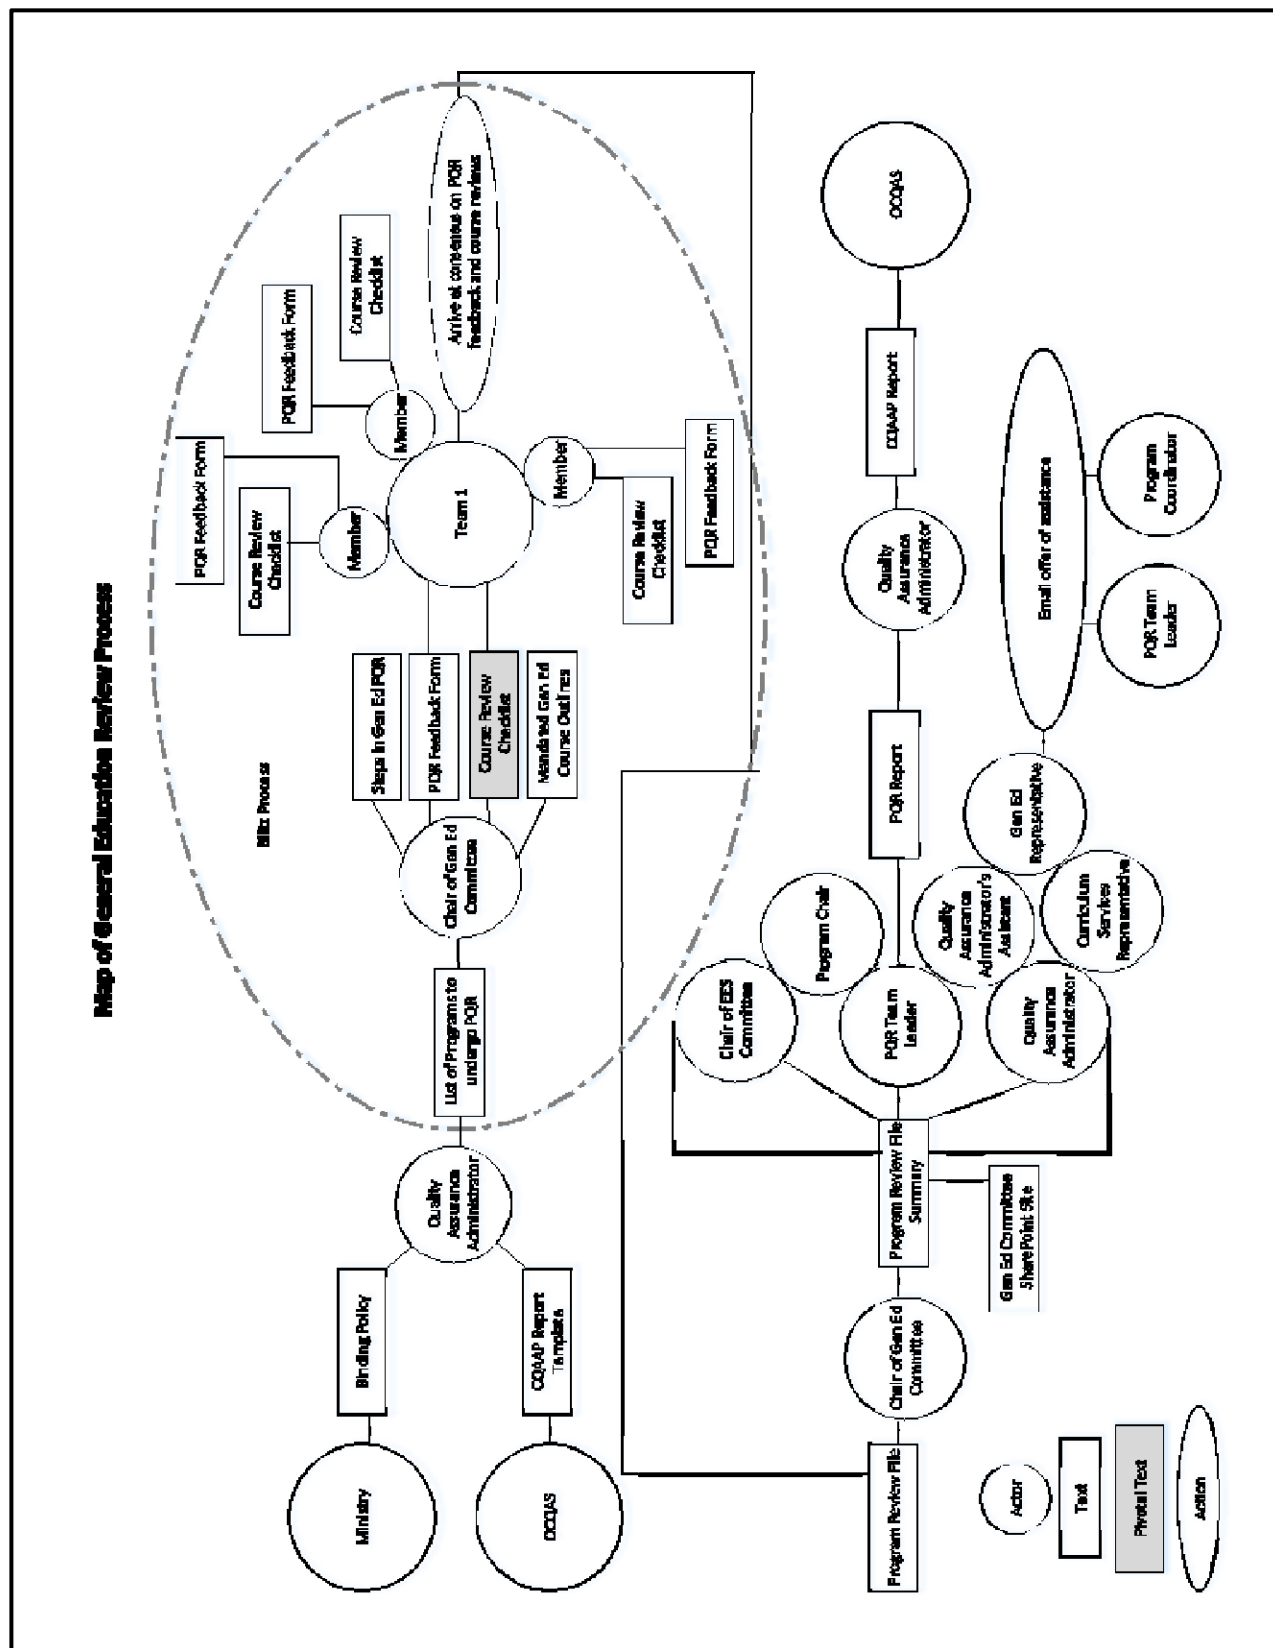 Map of General Education Review Process
Blitz Process
Ministry
Binding Policy
OCQAS
CQAAP Report
Template
Quality
Assurance
Administrator
List of Programs to
undergo PQR
Chair of Gen Ed
Committee
Steps in Gen Ed PQR
PQR Feedback Form
Course Review
Checklist
Mandated Gen Ed
Course Outlines
Team 1
Member
Course Review
Checklist
PQR Feedback Form
Member
PQR Feedback Form
Course Review
Checklist
Member
Course Review
Checklist
PQR Feedback Form
Arrive at consensus on PQR
feedback and course reviews
Program Review File
Chair of Gen Ed
Committee
Program Review File
Summary
Gen Ed Committee
SharePoint Site
Chair of EES
Committee
Program Chair
PQR Team
Leader
Quality
Assurance
Administrator's
Assistant
Quality
Assurance
Administrator
Curriculum
Services
Representative
Gen Ed
Representative
PQR Report
Quality
Assurance
Administrator
CQAAP Report
OCQAS
Email offer of assistance
PQR Team
Leader
Program
Coordinator
Actor
Text
Pivotal Text
Action